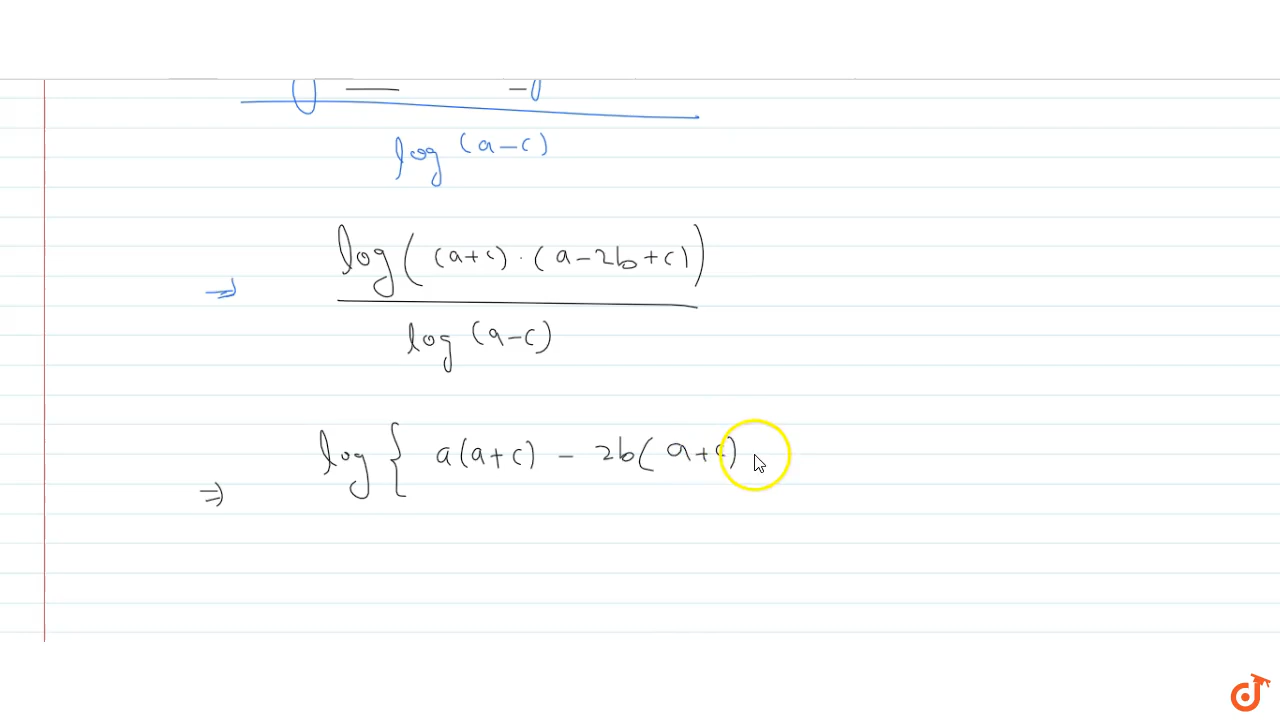 log (a-c)
⇒ log((a+c)·(a-2b+c))
log (a-c)
⇒ log{ a(a+c) - 2b(a+c)